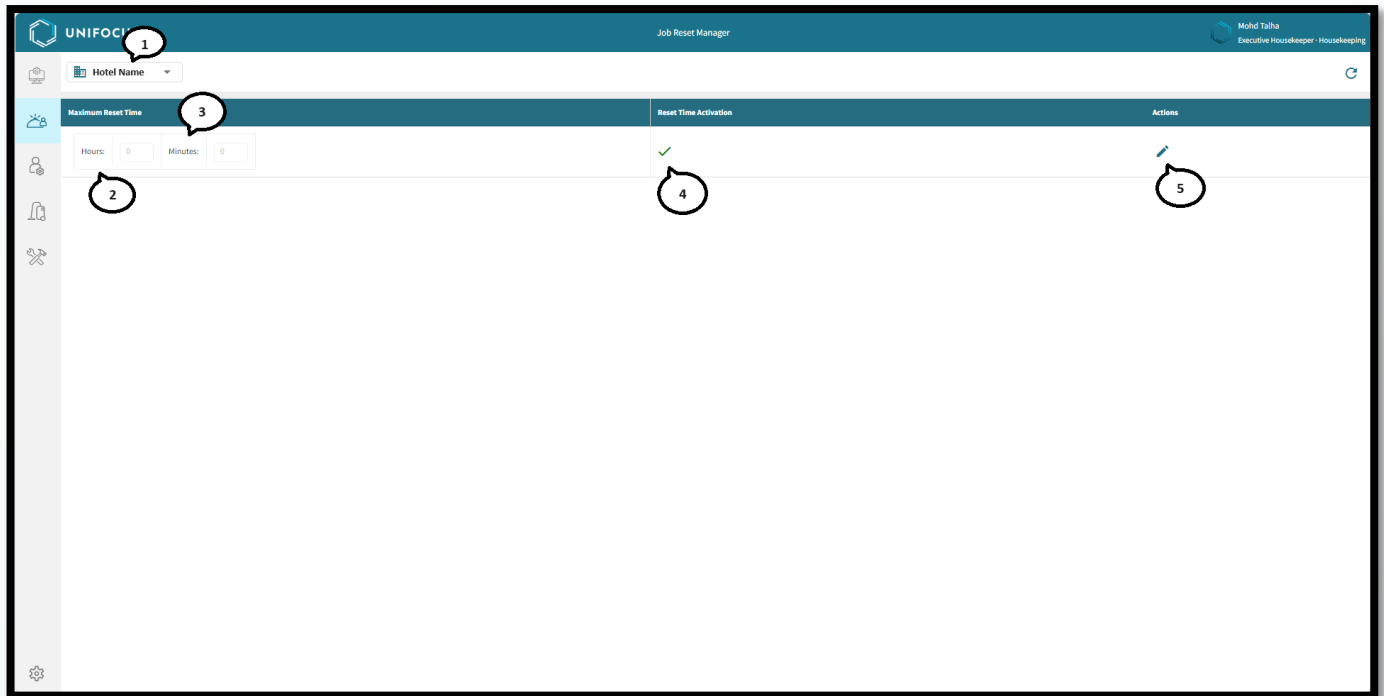 UNIFOCU
Job Reset Manager
Mohd Talha
Executive Housekeeper - Housekeeping
1
Hotel Name
Maximum Reset Time
3
Reset Time Activation
Actions
Hours: 0 Minutes: 0
2
4
5